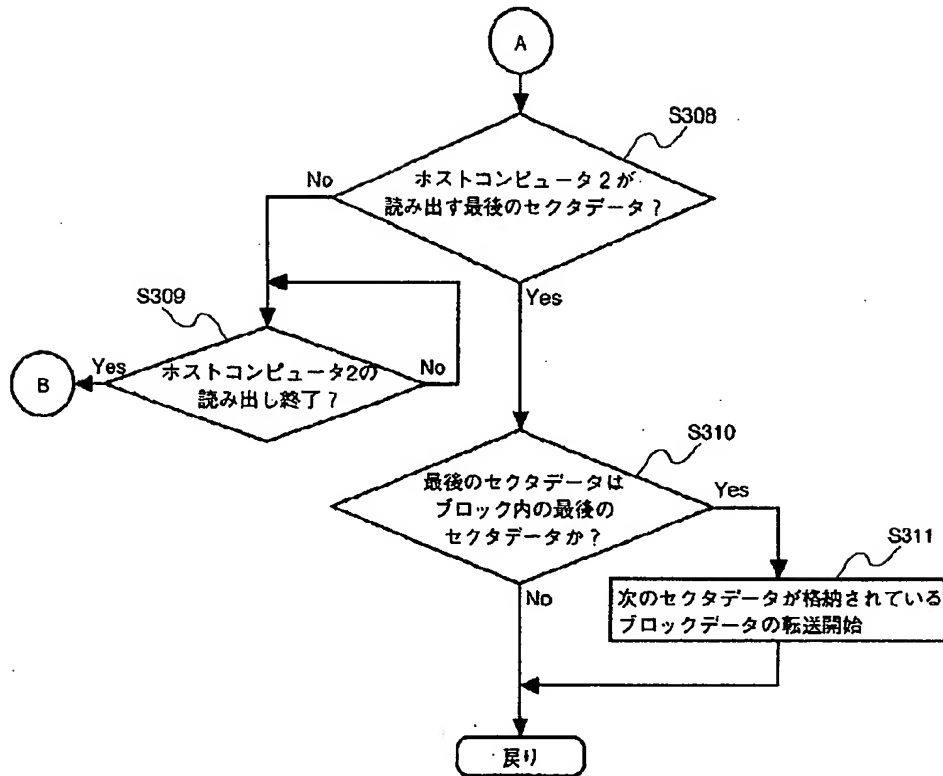 A
S308
No
ホストコンピュータ2が
読み出す最後のセクタデータ?
Yes
S309
B
Yes
ホストコンピュータ2の
読み出し終了?
No
S310
最後のセクタデータは
ブロック内の最後の
セクタデータか?
Yes
No
S311
次のセクタデータが格納されている
ブロックデータの転送開始
戻り